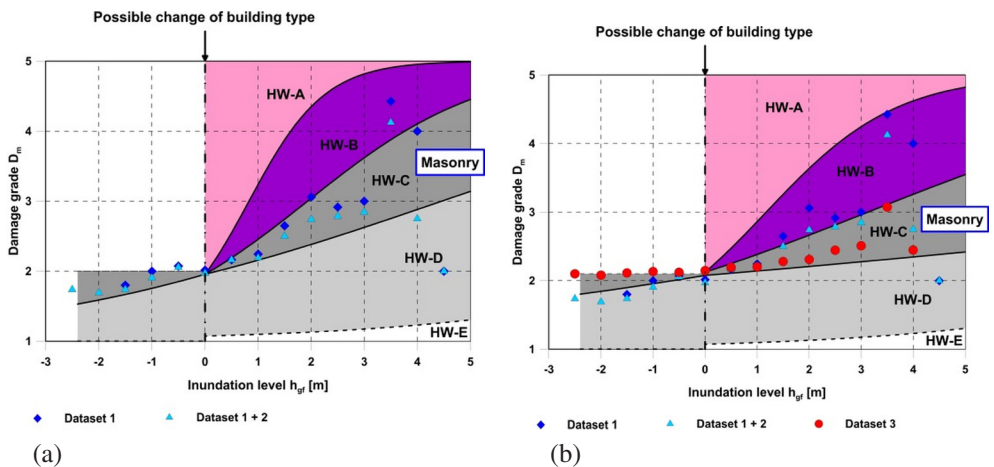 Possible change of building type
5
4
3
2
1
Damage grade Dm
HW-A
HW-B
HW-C
HW-D
HW-E
Masonry
-3 -2 -1 0 1 2 3 4 5
Inundation level hgf [m]
Dataset 1 Dataset 1 + 2
(a)
Possible change of building type
5
4
3
2
1
Damage grade Dm
HW-A
HW-B
HW-C
HW-D
HW-E
Masonry
-3 -2 -1 0 1 2 3 4 5
Inundation level hgf [m]
Dataset 1 Dataset 1 + 2 Dataset 3
(b)